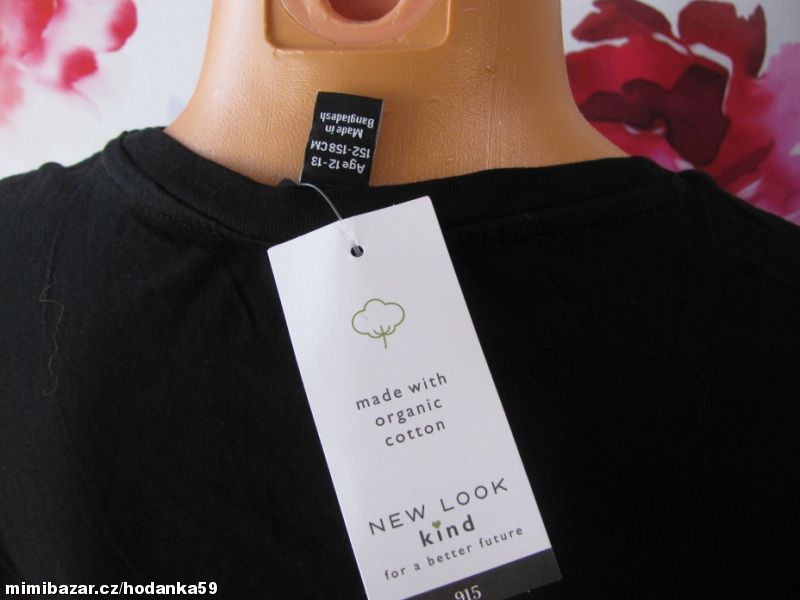 Age 12-13
152-158CM
Made in
Bangladesh
made with
organic
cotton
NEW LOOK
kind
for a better future
915
mimibazar.cz/hodanka59